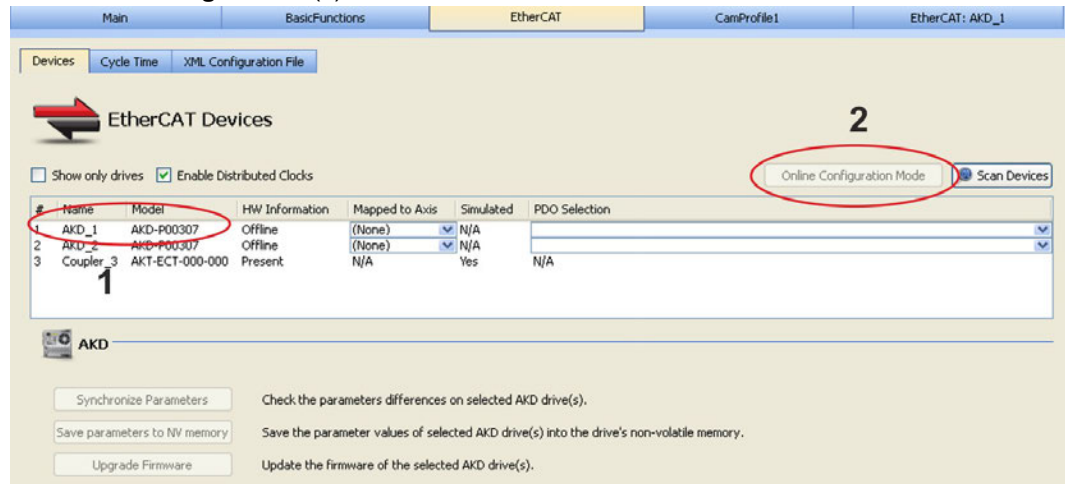 Main BasicFunctions EtherCAT CamProfile1 EtherCAT: AKD_1
Devices Cycle Time XML Configuration File
EtherCAT Devices
2
Show only drives Enable Distributed Clocks Online Configuration Mode Scan Devices
# Name Model HW Information Mapped to Axis Simulated PDO Selection
1 AKD_1 AKD-P00307 Offline (None) N/A
2 AKD_2 AKD-P00307 Offline (None) N/A
3 Coupler_3 AKT-ECT-000-000 Present N/A Yes N/A
1
AKD
Synchronize Parameters Check the parameters differences on selected AKD drive(s).
Save parameters to NV memory Save the parameter values of selected AKD drive(s) into the drive's non-volatile memory.
Upgrade Firmware Update the firmware of the selected AKD drive(s).